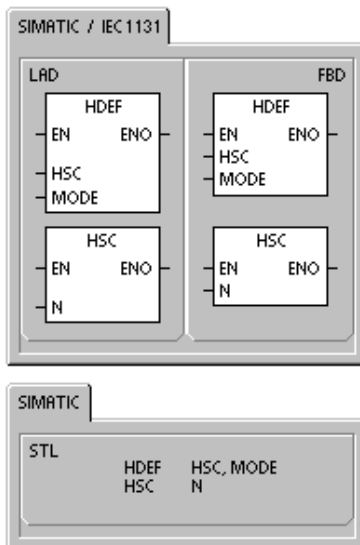 SIMATIC / IEC1131
LAD
FBD
HDEF
EN ENO
HSC
MODE
HDEF
EN ENO
HSC
MODE
HSC
EN ENO
N
HSC
EN ENO
N
SIMATIC
STL
HDEF HSC, MODE
HSC N